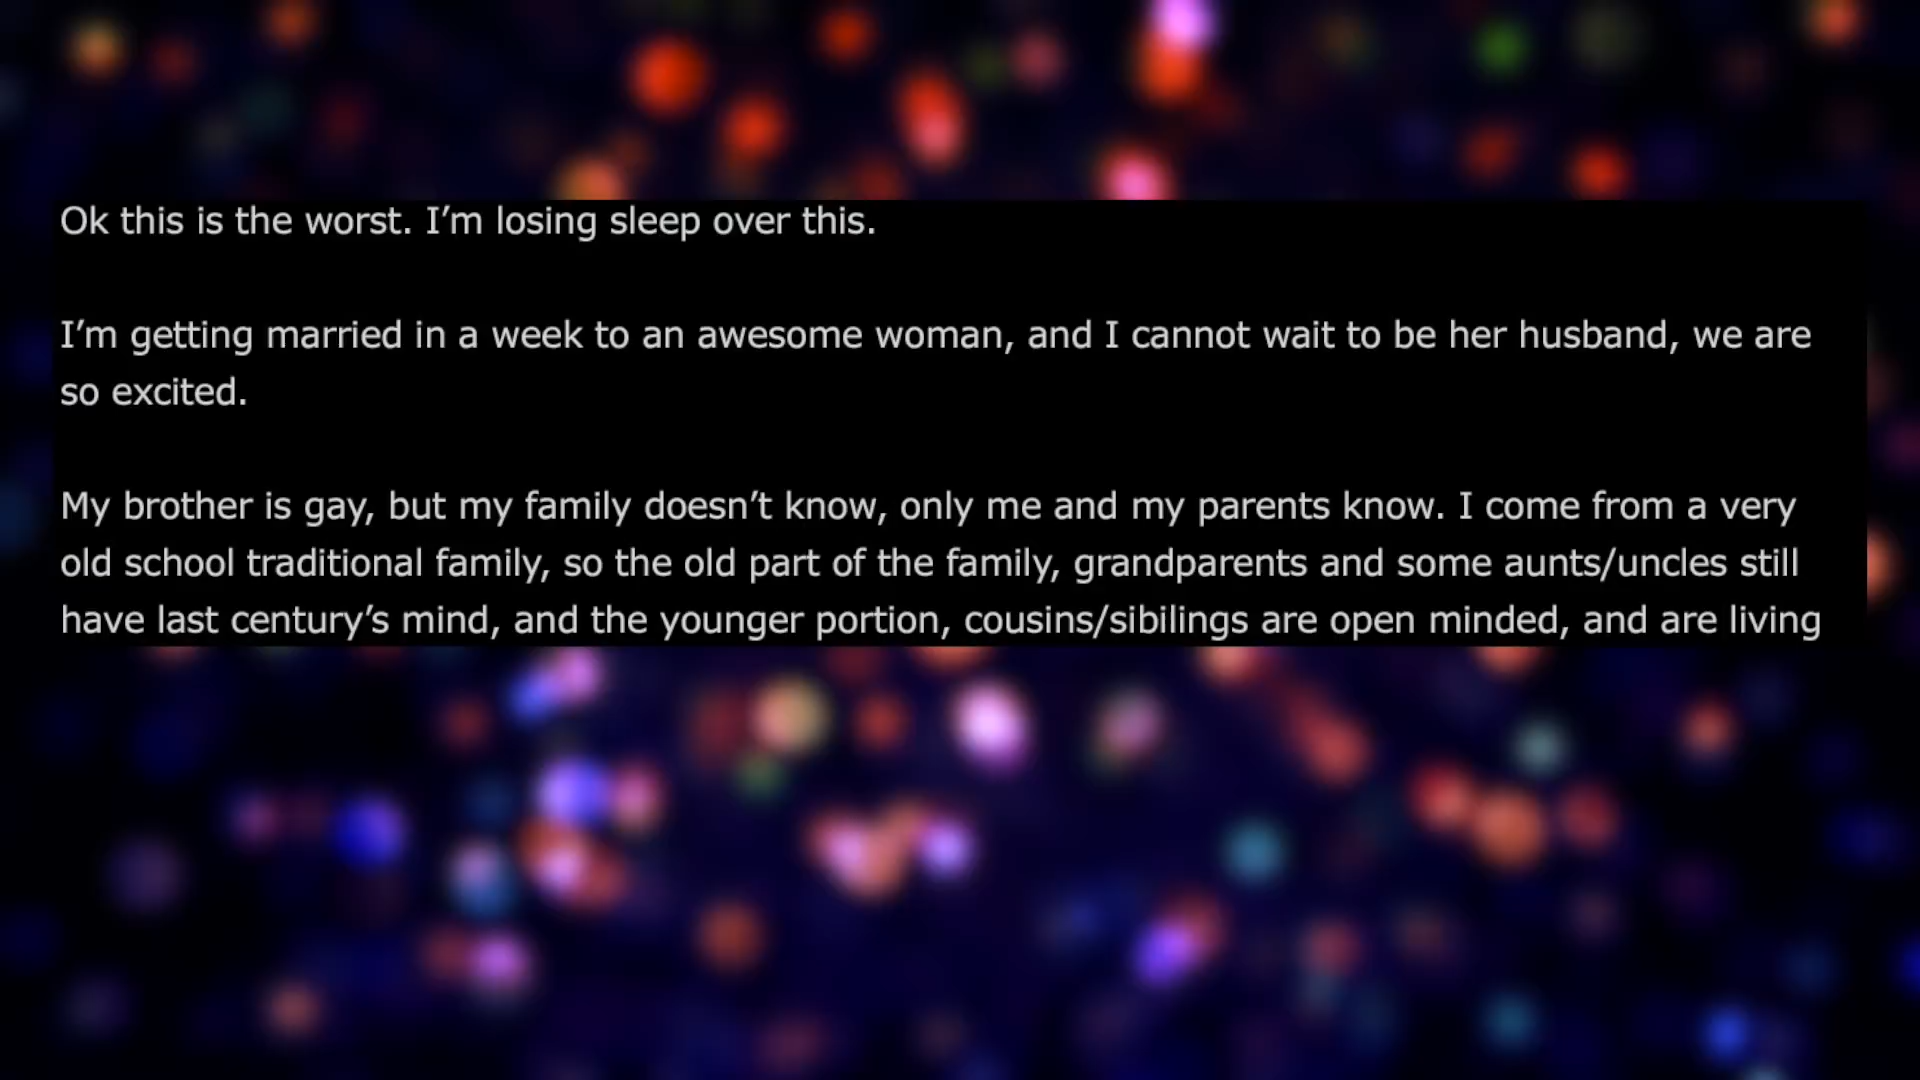 Ok this is the worst. I’m losing sleep over this.
I’m getting married in a week to an awesome woman, and I cannot wait to be her husband, we are
so excited.
My brother is gay, but my family doesn’t know, only me and my parents know. I come from a very
old school traditional family, so the old part of the family, grandparents and some aunts/uncles still
have last century’s mind, and the younger portion, cousins/sibilings are open minded, and are living